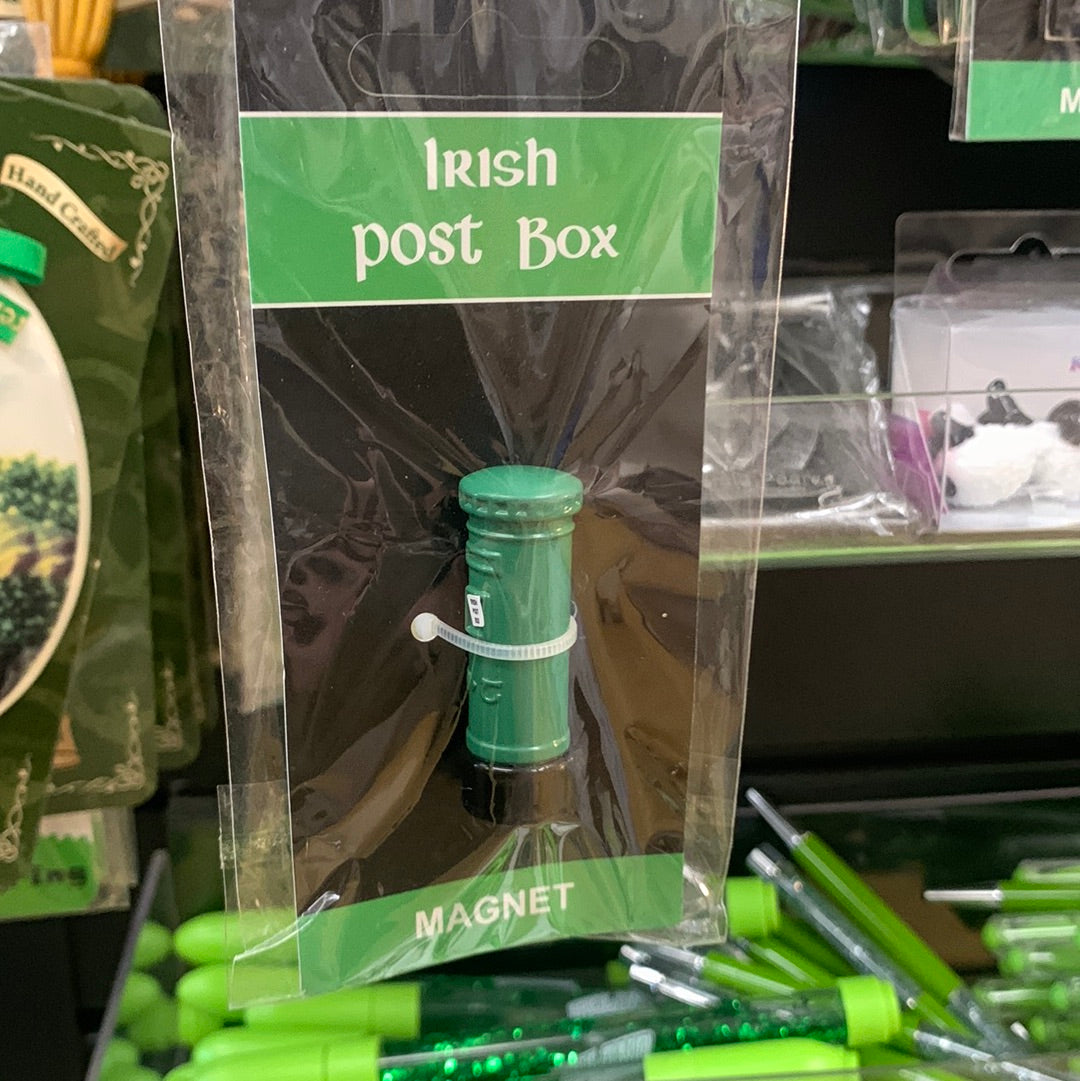 Irish
post Box
MAGNET
Hand Crafted
M